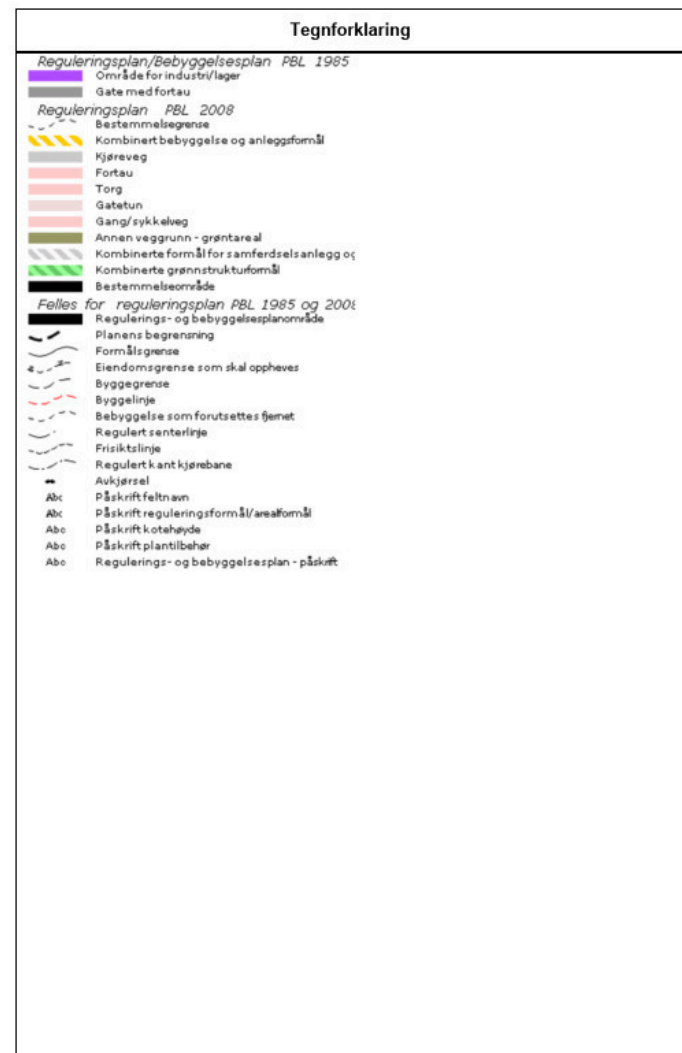 Tegnforklaring
Reguleringsplan/Bebyggelsesplan PBL 1985
Område for industri/lager
Gate med fortau
Reguleringsplan PBL 2008
Bestemmelsegrense
Kombinert bebyggelse og anleggsformål
Kjøreveg
Fortau
Torg
Gatetun
Gang/sykkelveg
Annen veggrunn - grøntareal
Kombinerte formål for samferdselsanlegg og
Kombinerte grønnstrukturformål
Bestemmelseområde
Felles for reguleringsplan PBL 1985 og 2008
Regulerings- og bebyggelsesplanområde
Planens begrensning
Formålsgrense
Eiendomsgrense som skal oppheves
Byggegrense
Byggelinje
Bebyggelse som forutsettes fjernet
Regulert senterlinje
Frisiktslinje
Regulert kant kjørebane
Avkjørsel
Abc Påskrift feltnavn
Abc Påskrift reguleringsformål/arealformål
Abc Påskrift kotehøyde
Abc Påskrift plantilbehør
Abc Regulerings- og bebyggelsesplan - påskrift